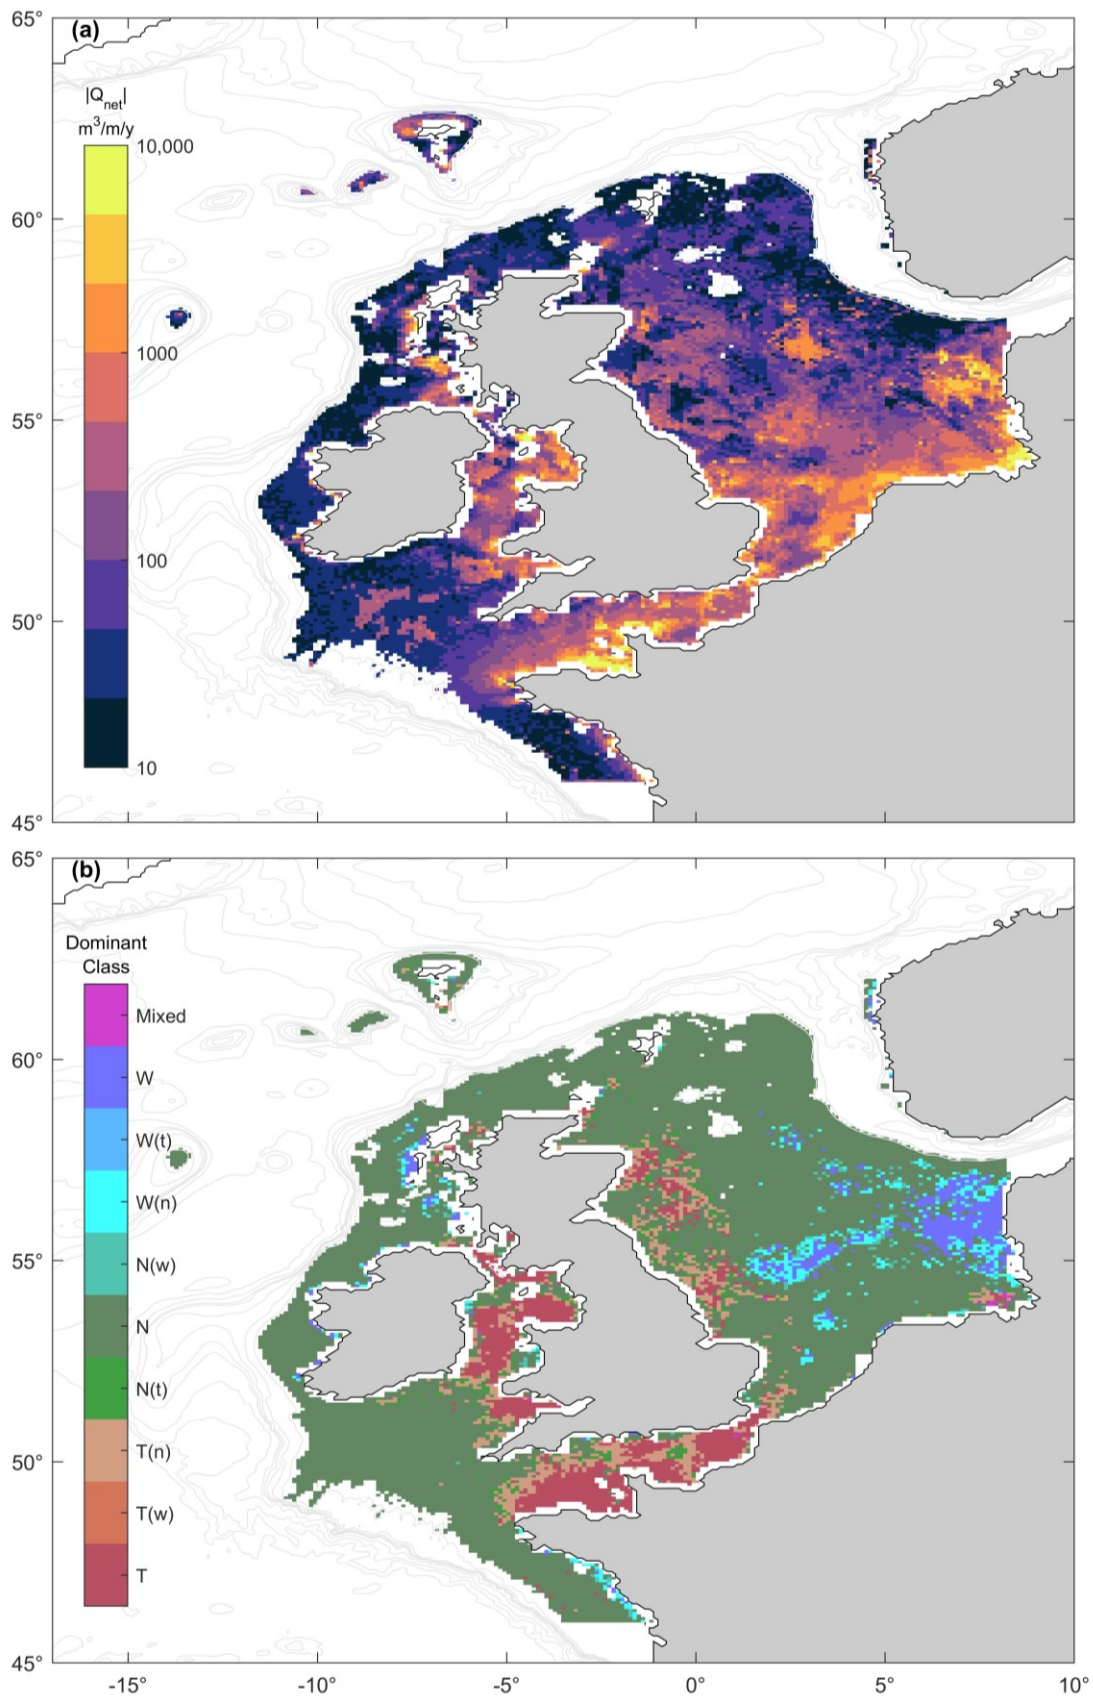 65°
(a)
|Qnet|
m³/m/y
10,000
60°
1000
55°
100
50°
10
45°
65°
(b)
Dominant
Class
Mixed
60°
W
W(t)
W(n)
55°
N(w)
N
N(t)
50°
T(n)
T(w)
T
45°
-15° -10° -5° 0° 5° 10°